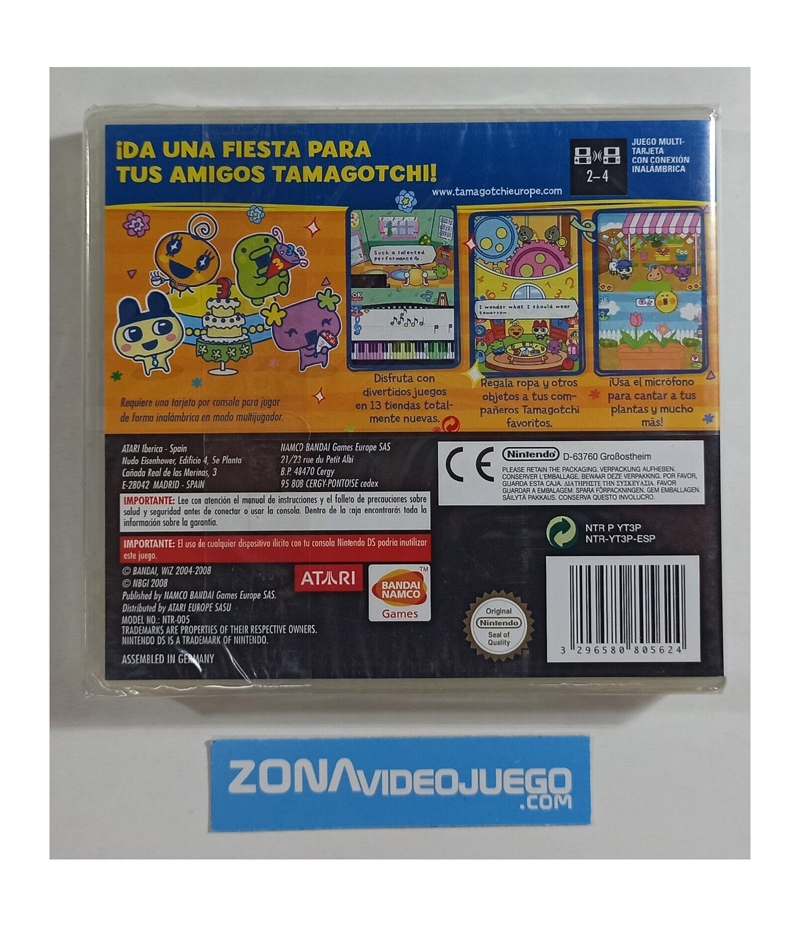 ¡DA UNA FIESTA PARA
TUS AMIGOS TAMAGOTCHI!
www.tamagotchieurope.com
2-4
JUEGO MULTI-
TARJETA
CON CONEXIÓN
INALÁMBRICA
3
Such a talented
performance
OK
I wonder what I should wear
tomorrow...
Requiere una tarjeta por consola para jugar
de forma inalámbrica en modo multijugador.
Disfruta con
divertidos juegos
en 13 tiendas total-
mente nuevas.
Regala ropa y otros
objetos a tus com-
pañeros Tamagotchi
favoritos.
¡Usa el micrófono
para cantar a tus
plantas y mucho
más!
ATARI Iberica - Spain
Nudo Eisenhower, Edificio 4, 5e Planta
Cañada Real de las Merinas, 3
E-28042 MADRID - SPAIN
NAMCO BANDAI Games Europe SAS
21/23 rue du Petit Albi
B.P. 48470 Cergy
95 808 CERGY-PONTOISE cedex
IMPORTANTE: Lee con atención el manual de instrucciones y el folleto de precauciones sobre
salud y seguridad antes de conectar o usar la consola. Dentro de la caja encontrarás toda la
información sobre la garantía.
IMPORTANTE: El uso de cualquier dispositivo ilícito con tu consola Nintendo DS podría inutilizar
este juego.
© BANDAI, WiZ 2004-2008
© NBGI 2008
Published by NAMCO BANDAI Games Europe SAS.
Distributed by ATARI EUROPE SASU
MODEL NO.: NTR-005
TRADEMARKS ARE PROPERTIES OF THEIR RESPECTIVE OWNERS.
NINTENDO DS IS A TRADEMARK OF NINTENDO.
ASSEMBLED IN GERMANY
ATARI
BANDAI
NAMCO
Games
TM
CE
Nintendo D-63760 Großostheim
PLEASE RETAIN THE PACKAGING. VERPACKUNG AUFHEBEN.
CONSERVER L'EMBALLAGE. BEWAAR DEZE VERPAKKING. POR FAVOR,
GUARDA ESTA CAJA. ΔΙΑΤΗΡΗΣΤΕ ΤΗΝ ΣΥΣΚΕΥΑΣΙΑ. FAVOR
GUARDAR A EMBALAGEM. SPARA FÖRPACKNINGEN. GEM EMBALLAGEN.
SÄILYTÄ PAKKAUS. CONSERVA QUESTO INVOLUCRO.
NTR P YT3P
NTR-YT3P-ESP
Original
Nintendo
Seal of
Quality
3 296580 805624
ZONAVIDEOJUEGO
.COM